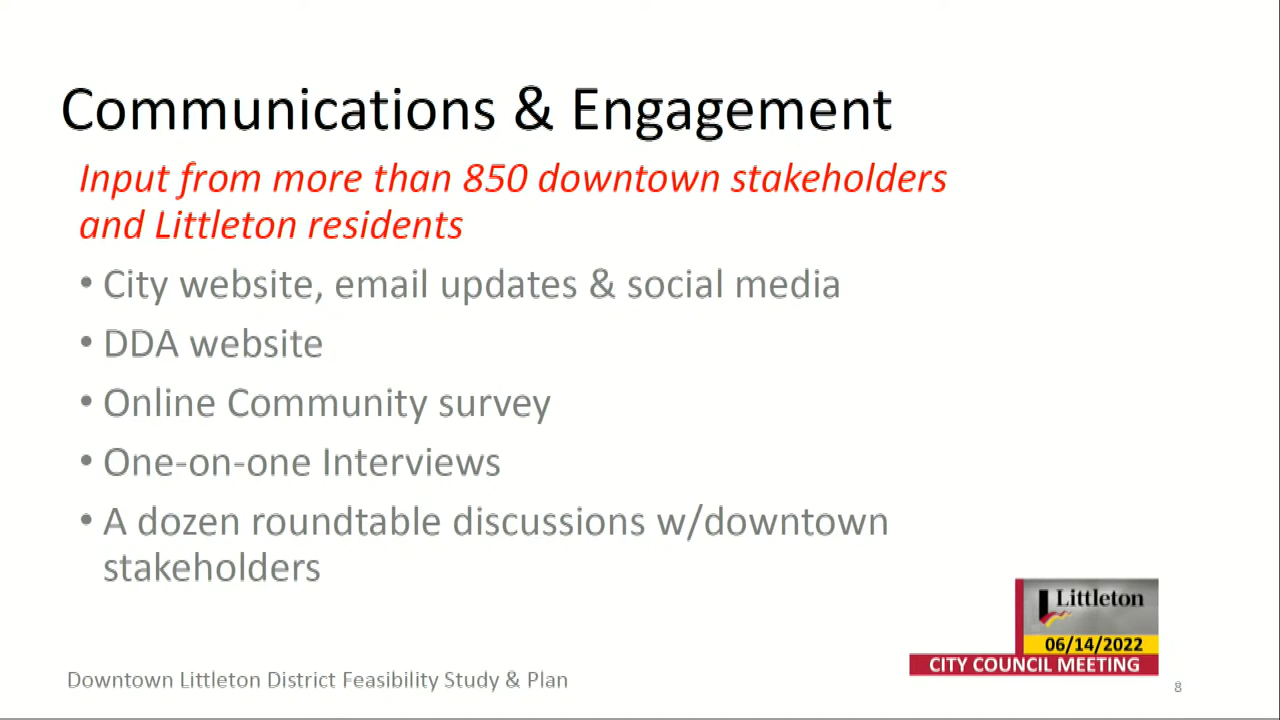 Communications & Engagement
Input from more than 850 downtown stakeholders
and Littleton residents
• City website, email updates & social media
• DDA website
• Online Community survey
• One-on-one Interviews
• A dozen roundtable discussions w/downtown
stakeholders
Littleton
06/14/2022
CITY COUNCIL MEETING
Downtown Littleton District Feasibility Study & Plan
8